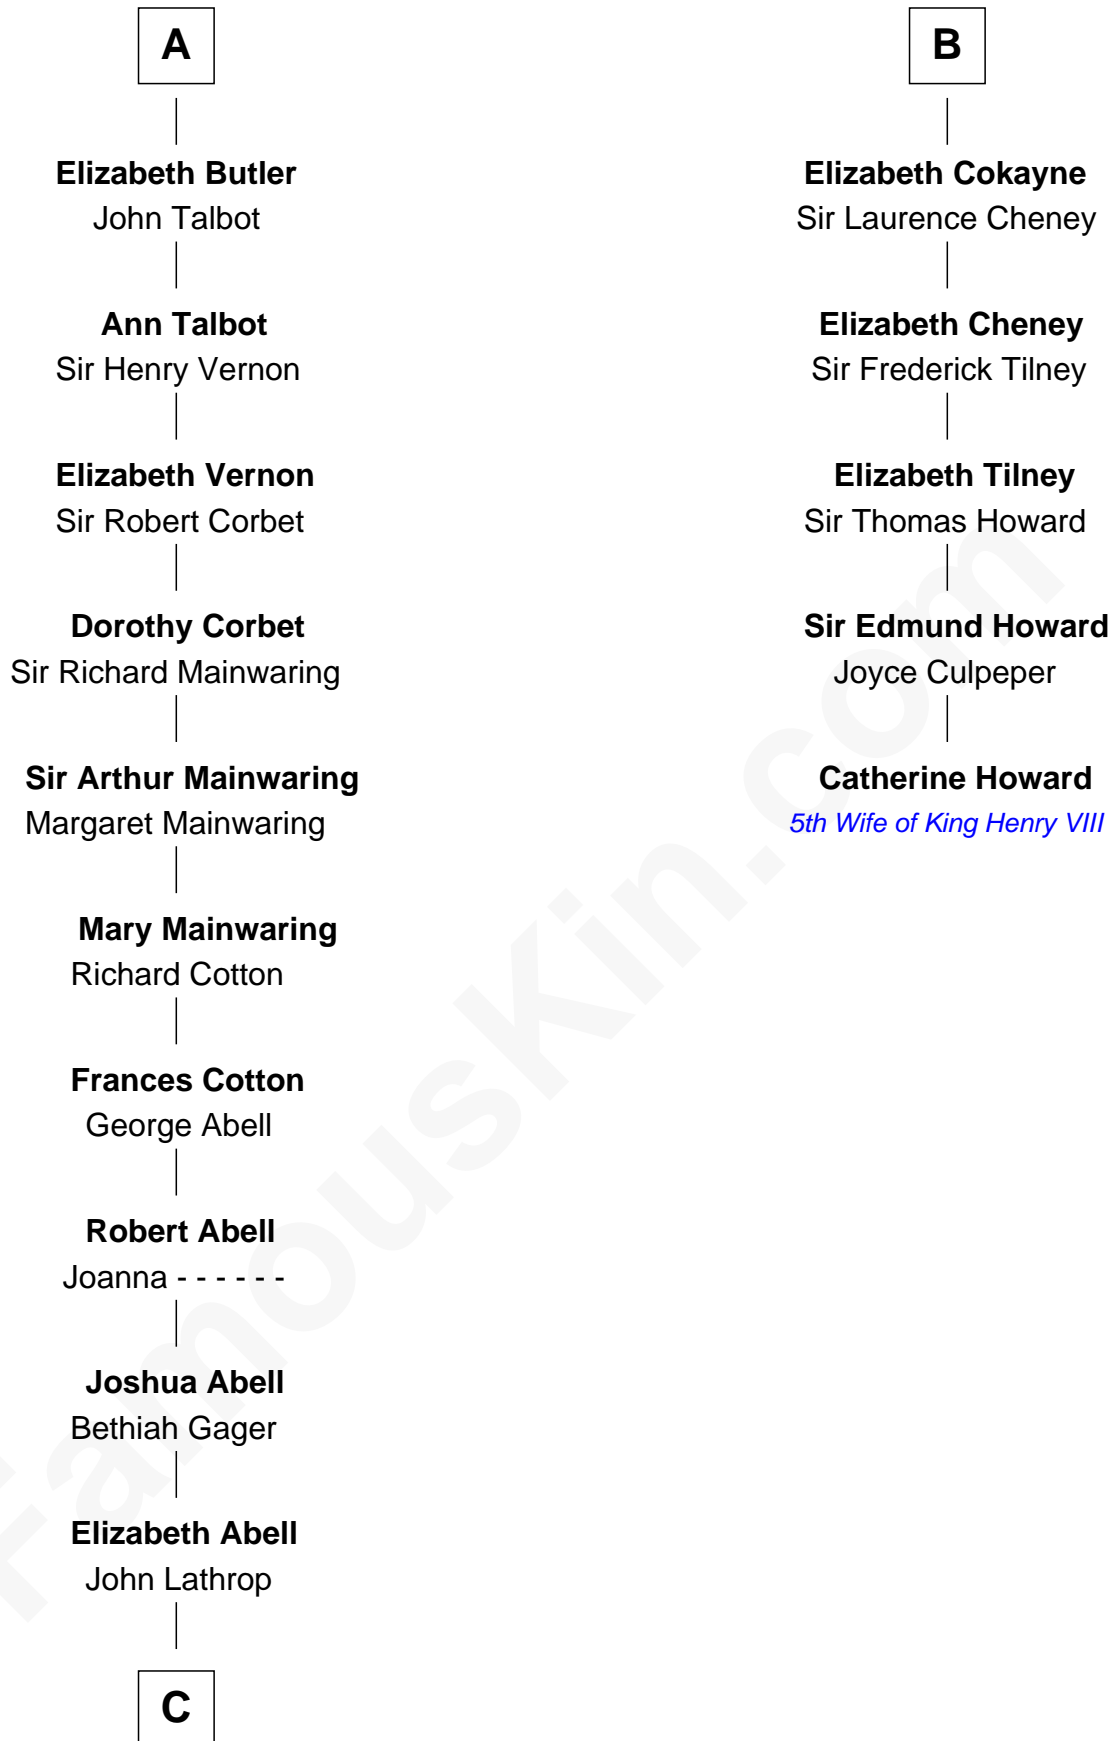 A
Elizabeth Butler
John Talbot
Ann Talbot
Sir Henry Vernon
Elizabeth Vernon
Sir Robert Corbet
Dorothy Corbet
Sir Richard Mainwaring
Sir Arthur Mainwaring
Margaret Mainwaring
Mary Mainwaring
Richard Cotton
Frances Cotton
George Abell
Robert Abell
Joanna - - - - - -
Joshua Abell
Bethiah Gager
Elizabeth Abell
John Lathrop
C
B
Elizabeth Cokayne
Sir Laurence Cheney
Elizabeth Cheney
Sir Frederick Tilney
Elizabeth Tilney
Sir Thomas Howard
Sir Edmund Howard
Joyce Culpeper
Catherine Howard
5th Wife of King Henry VIII
FamousKin.com